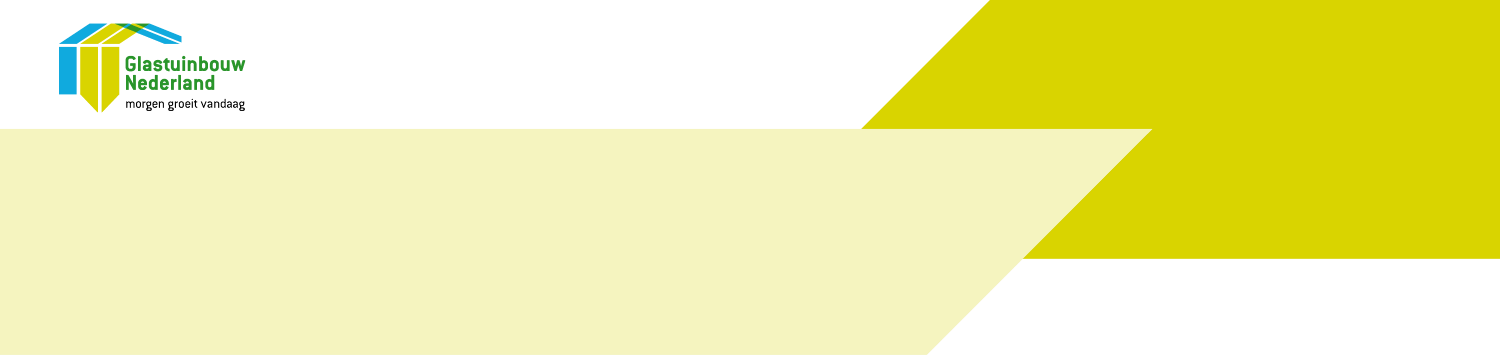 Glastuinbouw
Nederland
morgen groeit vandaag